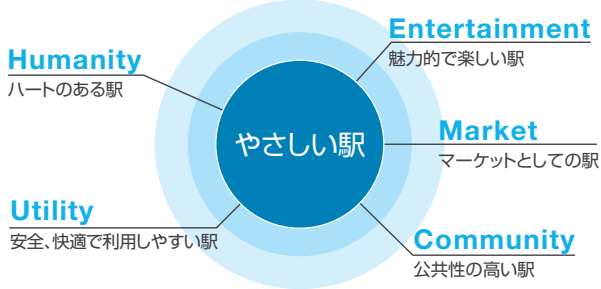 Entertainment
魅力的で楽しい駅
Humanity
ハートのある駅
やさしい駅
Market
マーケットとしての駅
Utility
安全、快適で利用しやすい駅
Community
公共性の高い駅